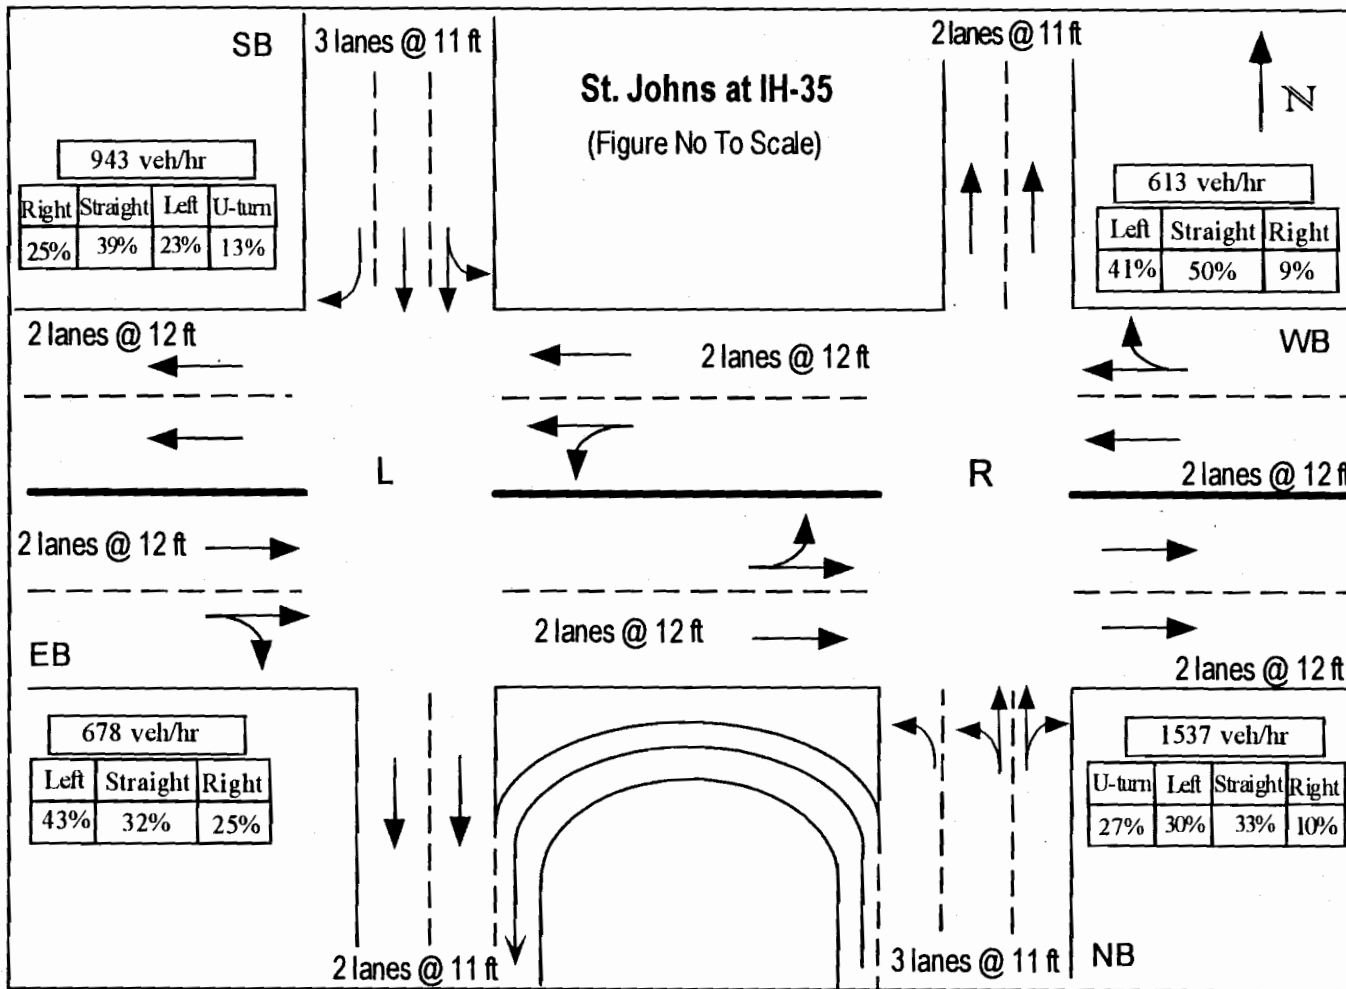 SB
3 lanes @ 11 ft
2 lanes @ 11 ft
St. Johns at IH-35
(Figure No To Scale)
N
943 veh/hr
Right Straight Left U-turn
25% 39% 23% 13%
613 veh/hr
Left Straight Right
41% 50% 9%
2 lanes @ 12 ft
2 lanes @ 12 ft
WB
L
R
2 lanes @ 12 ft
2 lanes @ 12 ft
2 lanes @ 12 ft
EB
2 lanes @ 12 ft
678 veh/hr
Left Straight Right
43% 32% 25%
1537 veh/hr
U-turn Left Straight Right
27% 30% 33% 10%
2 lanes @ 11 ft
3 lanes @ 11 ft
NB